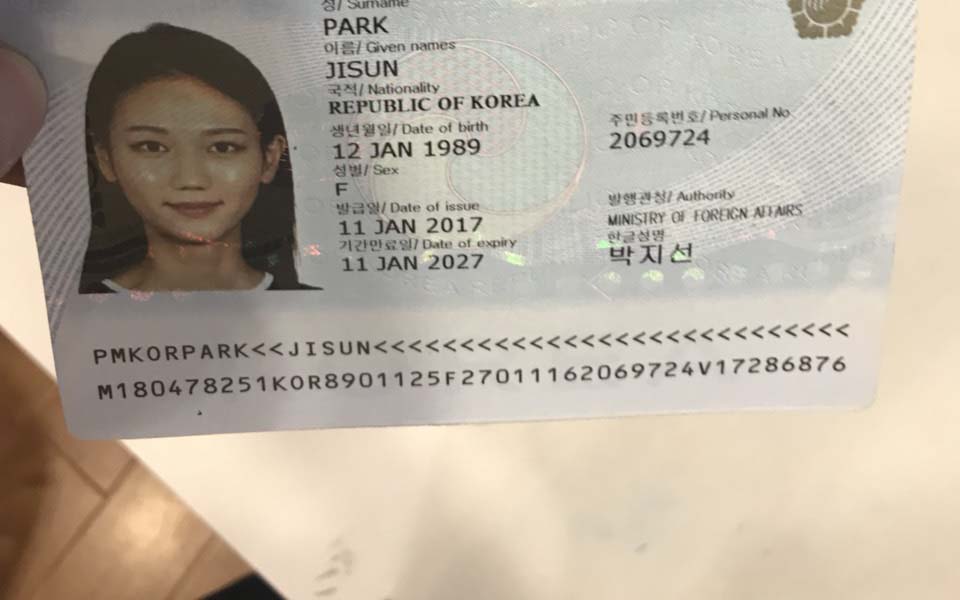 성/ Surname
PARK
이름/ Given names
JISUN
국적/ Nationality
REPUBLIC OF KOREA
생년월일/ Date of birth
12 JAN 1989
성별/ Sex
F
발급일/ Date of issue
11 JAN 2017
기간만료일/ Date of expiry
11 JAN 2027
주민등록번호/ Personal No
2069724
발행관청/ Authority
MINISTRY OF FOREIGN AFFAIRS
한글성명
박지선
PMKORPARK<<JISUN<<<<<<<<<<<<<<<<<<<<<<<<<<<<
M180478251KOR8901125F27011162069724V17286876